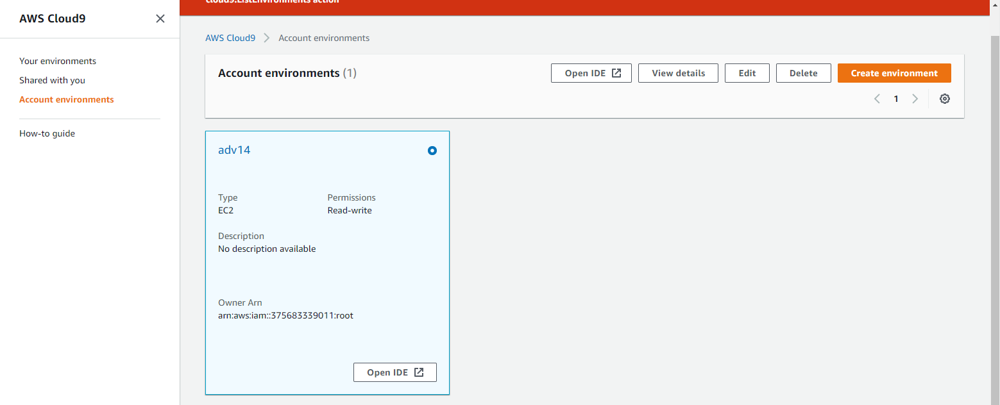 cloud9:ListEnvironments action
AWS Cloud9
Your environments
Shared with you
Account environments
How-to guide
AWS Cloud9 Account environments
Account environments (1)
Open IDE View details Edit Delete Create environment
1
adv14
Type Permissions
EC2 Read-write
Description
No description available
Owner Arn
arn:aws:iam::375683339011:root
Open IDE